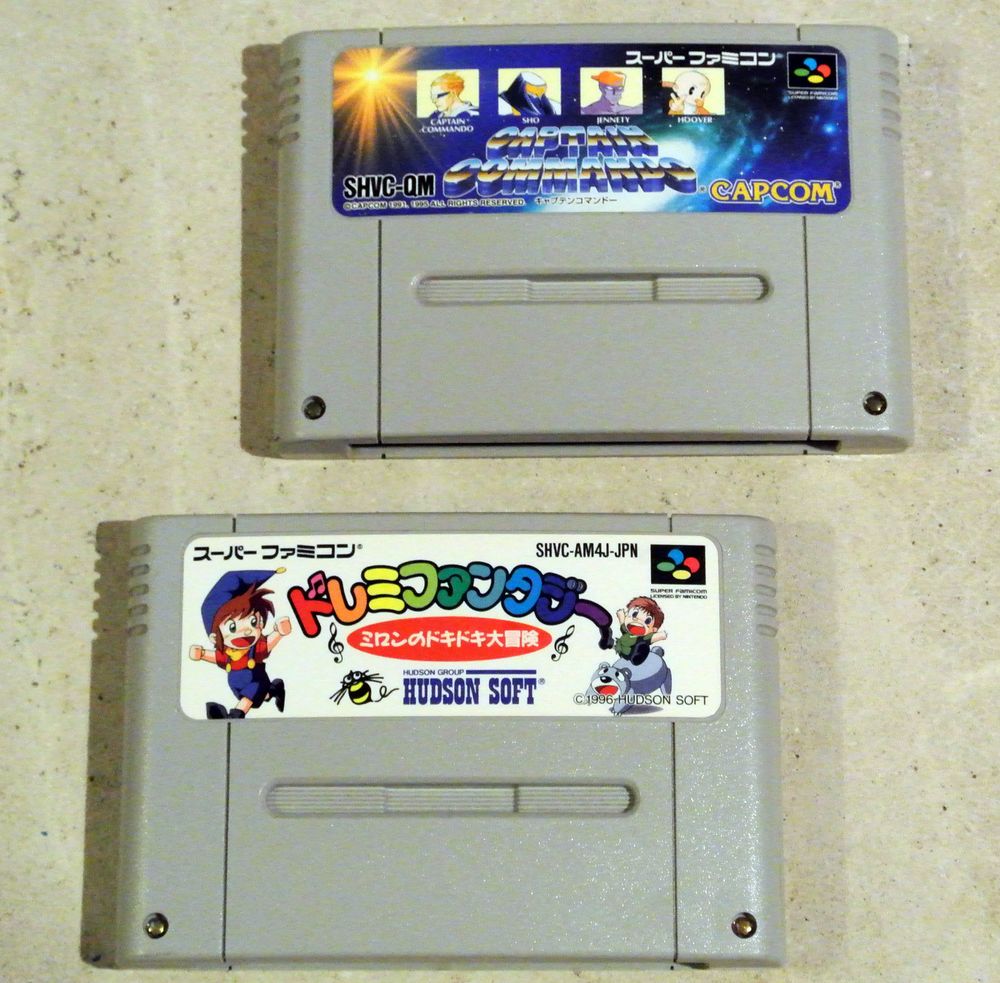 スーパーファミコン
SUPER FAMICOM
LICENSED BY NINTENDO
CAPTAIN COMMANDO
SHO
JENNETY
HOOVER
CAPTAIN
COMMANDO
SHVC-QM
CAPCOM®
©CAPCOM 1991, 1995 ALL RIGHTS RESERVED. キャプテンコマンドー
スーパーファミコン®
SHVC-AM4J-JPN
SUPER FAMICOM
LICENSED BY NINTENDO
ドレミファンタジー
ミロンのドキドキ大冒険
HUDSON GROUP
HUDSON SOFT®
©1996 HUDSON SOFT